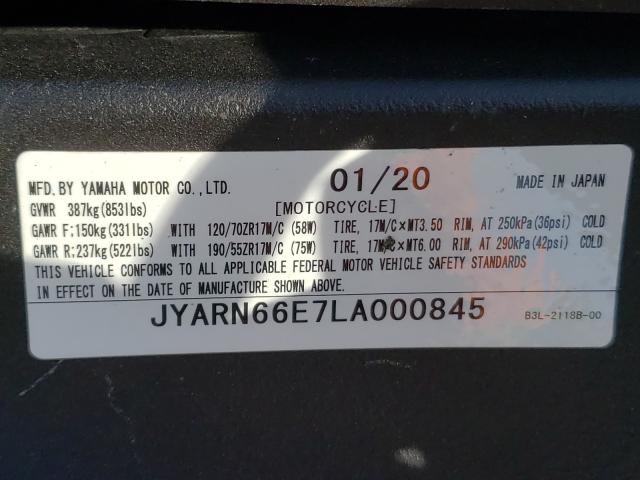 MFD. BY YAMAHA MOTOR CO., LTD. 01/20 MADE IN JAPAN
GVWR 387kg(853lbs) [MOTORCYCLE]
GAWR F:150kg(331lbs) WITH 120/70ZR17M/C (58W) TIRE, 17M/C×MT3.50 RIM, AT 250kPa(36psi) COLD
GAWR R:237kg(522lbs) WITH 190/55ZR17M/C (75W) TIRE, ×MT6.00 RIM, AT 290kPa(42psi) COLD
THIS VEHICLE CONFORMS TO ALL APPLICABLE FEDERAL MOTOR VEHICLE SAFETY STANDARDS
IN EFFECT ON THE DATE OF MANUFACTURE SHOWN ABOVE.
JYARN66E7LA000845 B3L-2118B-00